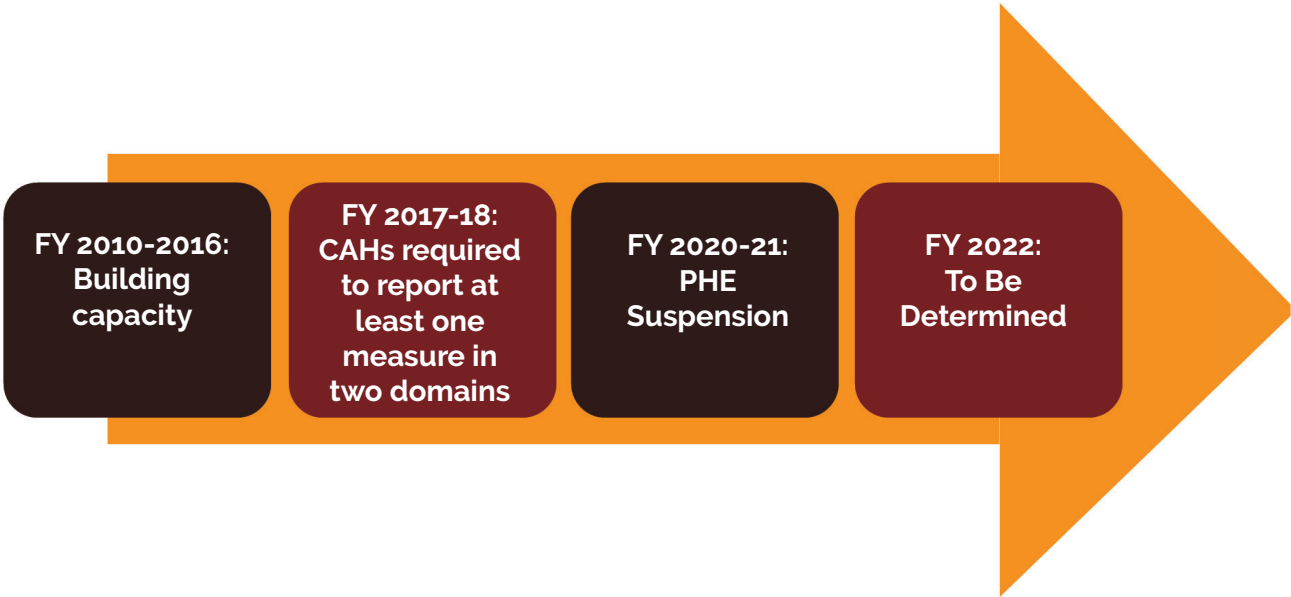 FY 2010-2016:
Building
capacity
FY 2017-18:
CAHs required
to report at
least one
measure in
two domains
FY 2020-21:
PHE
Suspension
FY 2022:
To Be
Determined